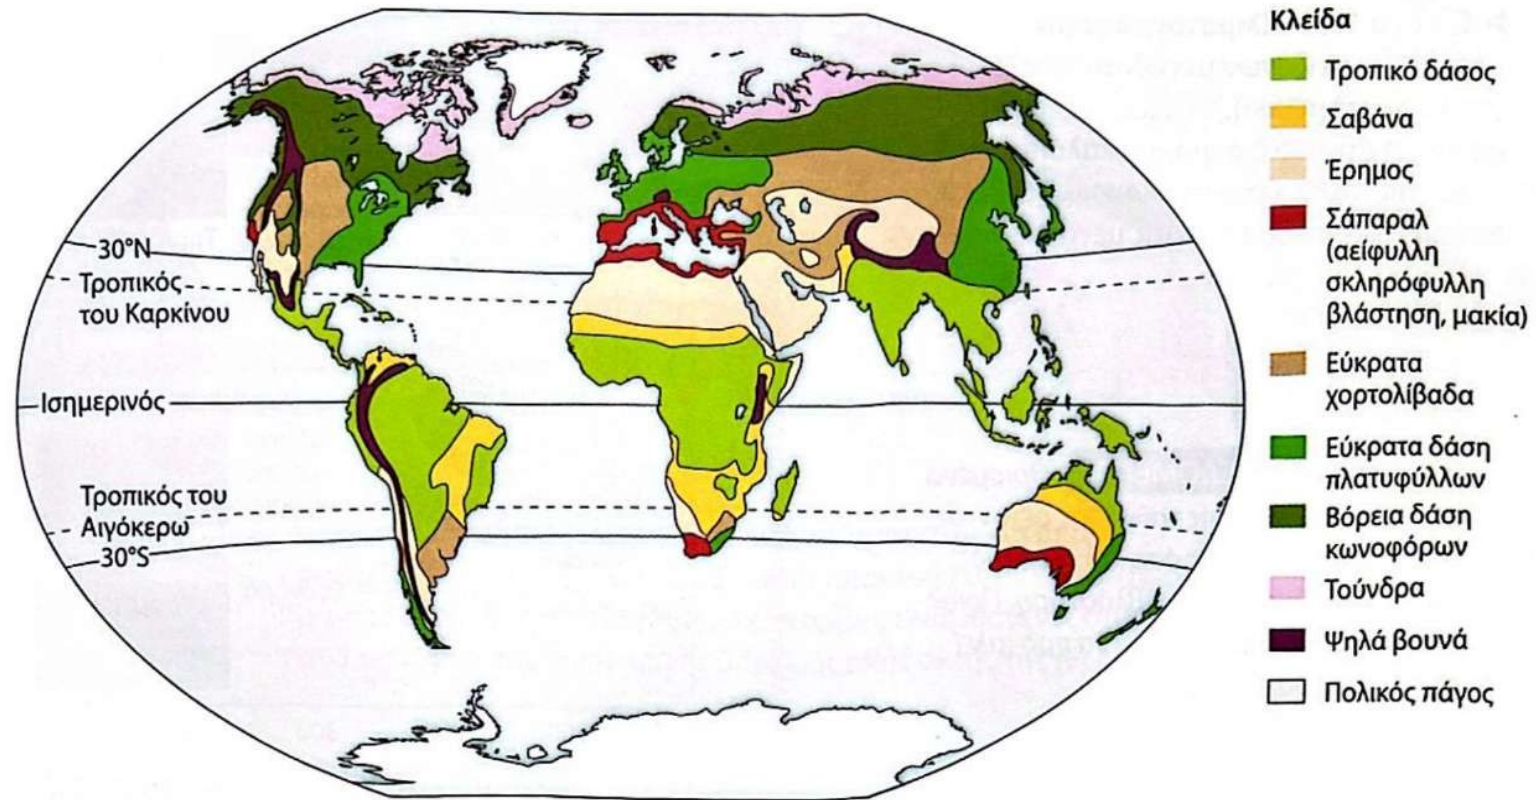 Κλείδα
Τροπικό δάσος
Σαβάνα
Έρημος
Σάπαραλ
(αείφυλλη
σκληρόφυλλη
βλάστηση, μακία)
Εύκρατα
χορτολίβαδα
Εύκρατα δάση
πλατυφύλλων
Βόρεια δάση
κωνοφόρων
Τούνδρα
Ψηλά βουνά
Πολικός πάγος
30°N
Τροπικός
του Καρκίνου
Ισημερινός
Τροπικός του
Αιγόκερω
30°S